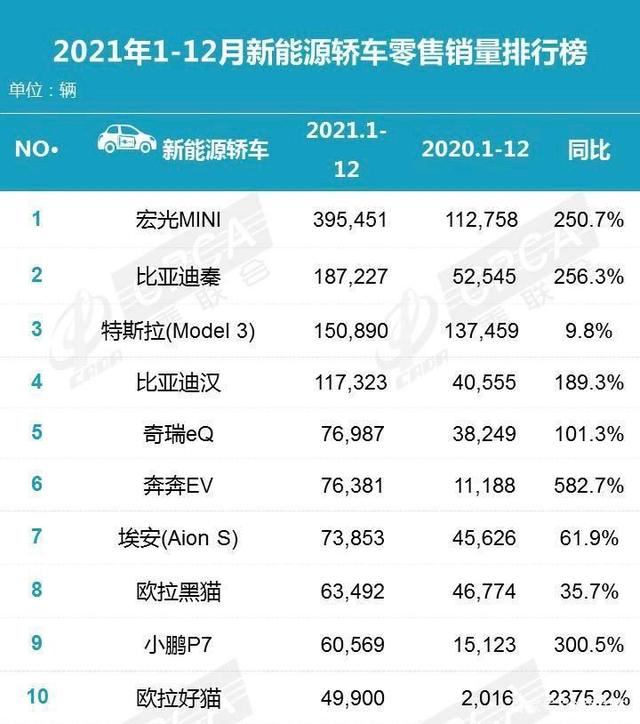 2021年1-12月新能源轿车零售销量排行榜
单位：辆
NO• 新能源轿车 2021.1-12 2020.1-12 同比
1 宏光MINI 395,451 112,758 250.7%
2 比亚迪秦 187,227 52,545 256.3%
3 特斯拉(Model 3) 150,890 137,459 9.8%
4 比亚迪汉 117,323 40,555 189.3%
5 奇瑞eQ 76,987 38,249 101.3%
6 奔奔EV 76,381 11,188 582.7%
7 埃安(Aion S) 73,853 45,626 61.9%
8 欧拉黑猫 63,492 46,774 35.7%
9 小鹏P7 60,569 15,123 300.5%
10 欧拉好猫 49,900 2,016 2375.2%